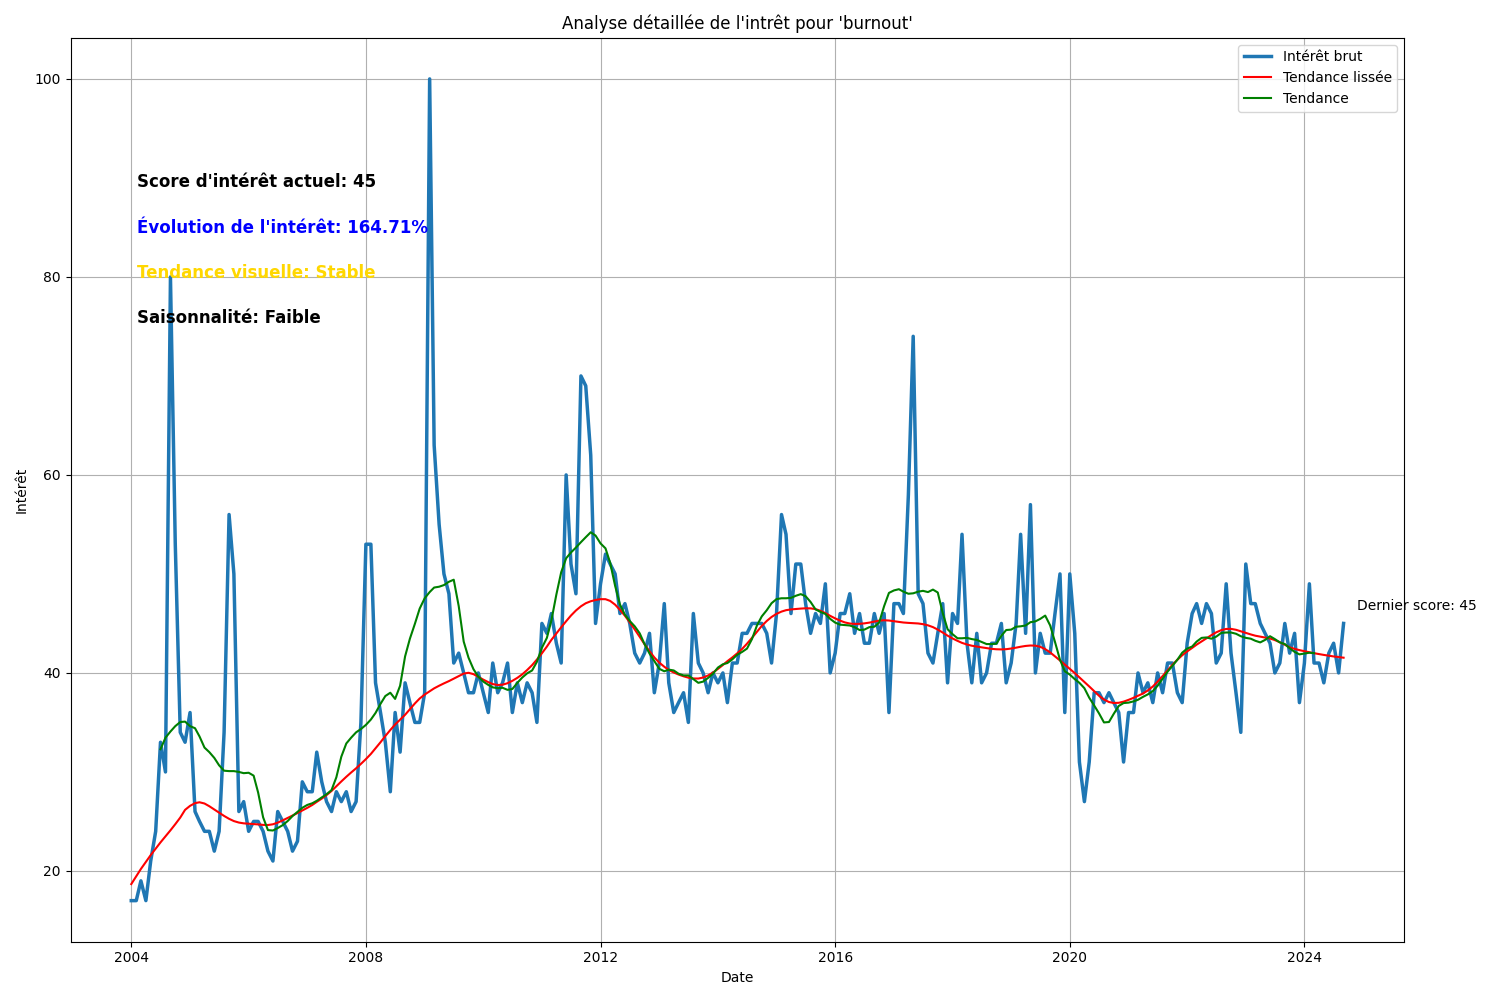 Analyse détaillée de l'intrêt pour 'burnout'
Intérêt brut
Tendance lissée
Tendance
Score d'intérêt actuel: 45
Évolution de l'intérêt: 164.71%
Tendance visuelle: Stable
Saisonnalité: Faible
Dernier score: 45
Intérêt
100
80
60
40
20
2004
2008
2012
2016
2020
2024
Date